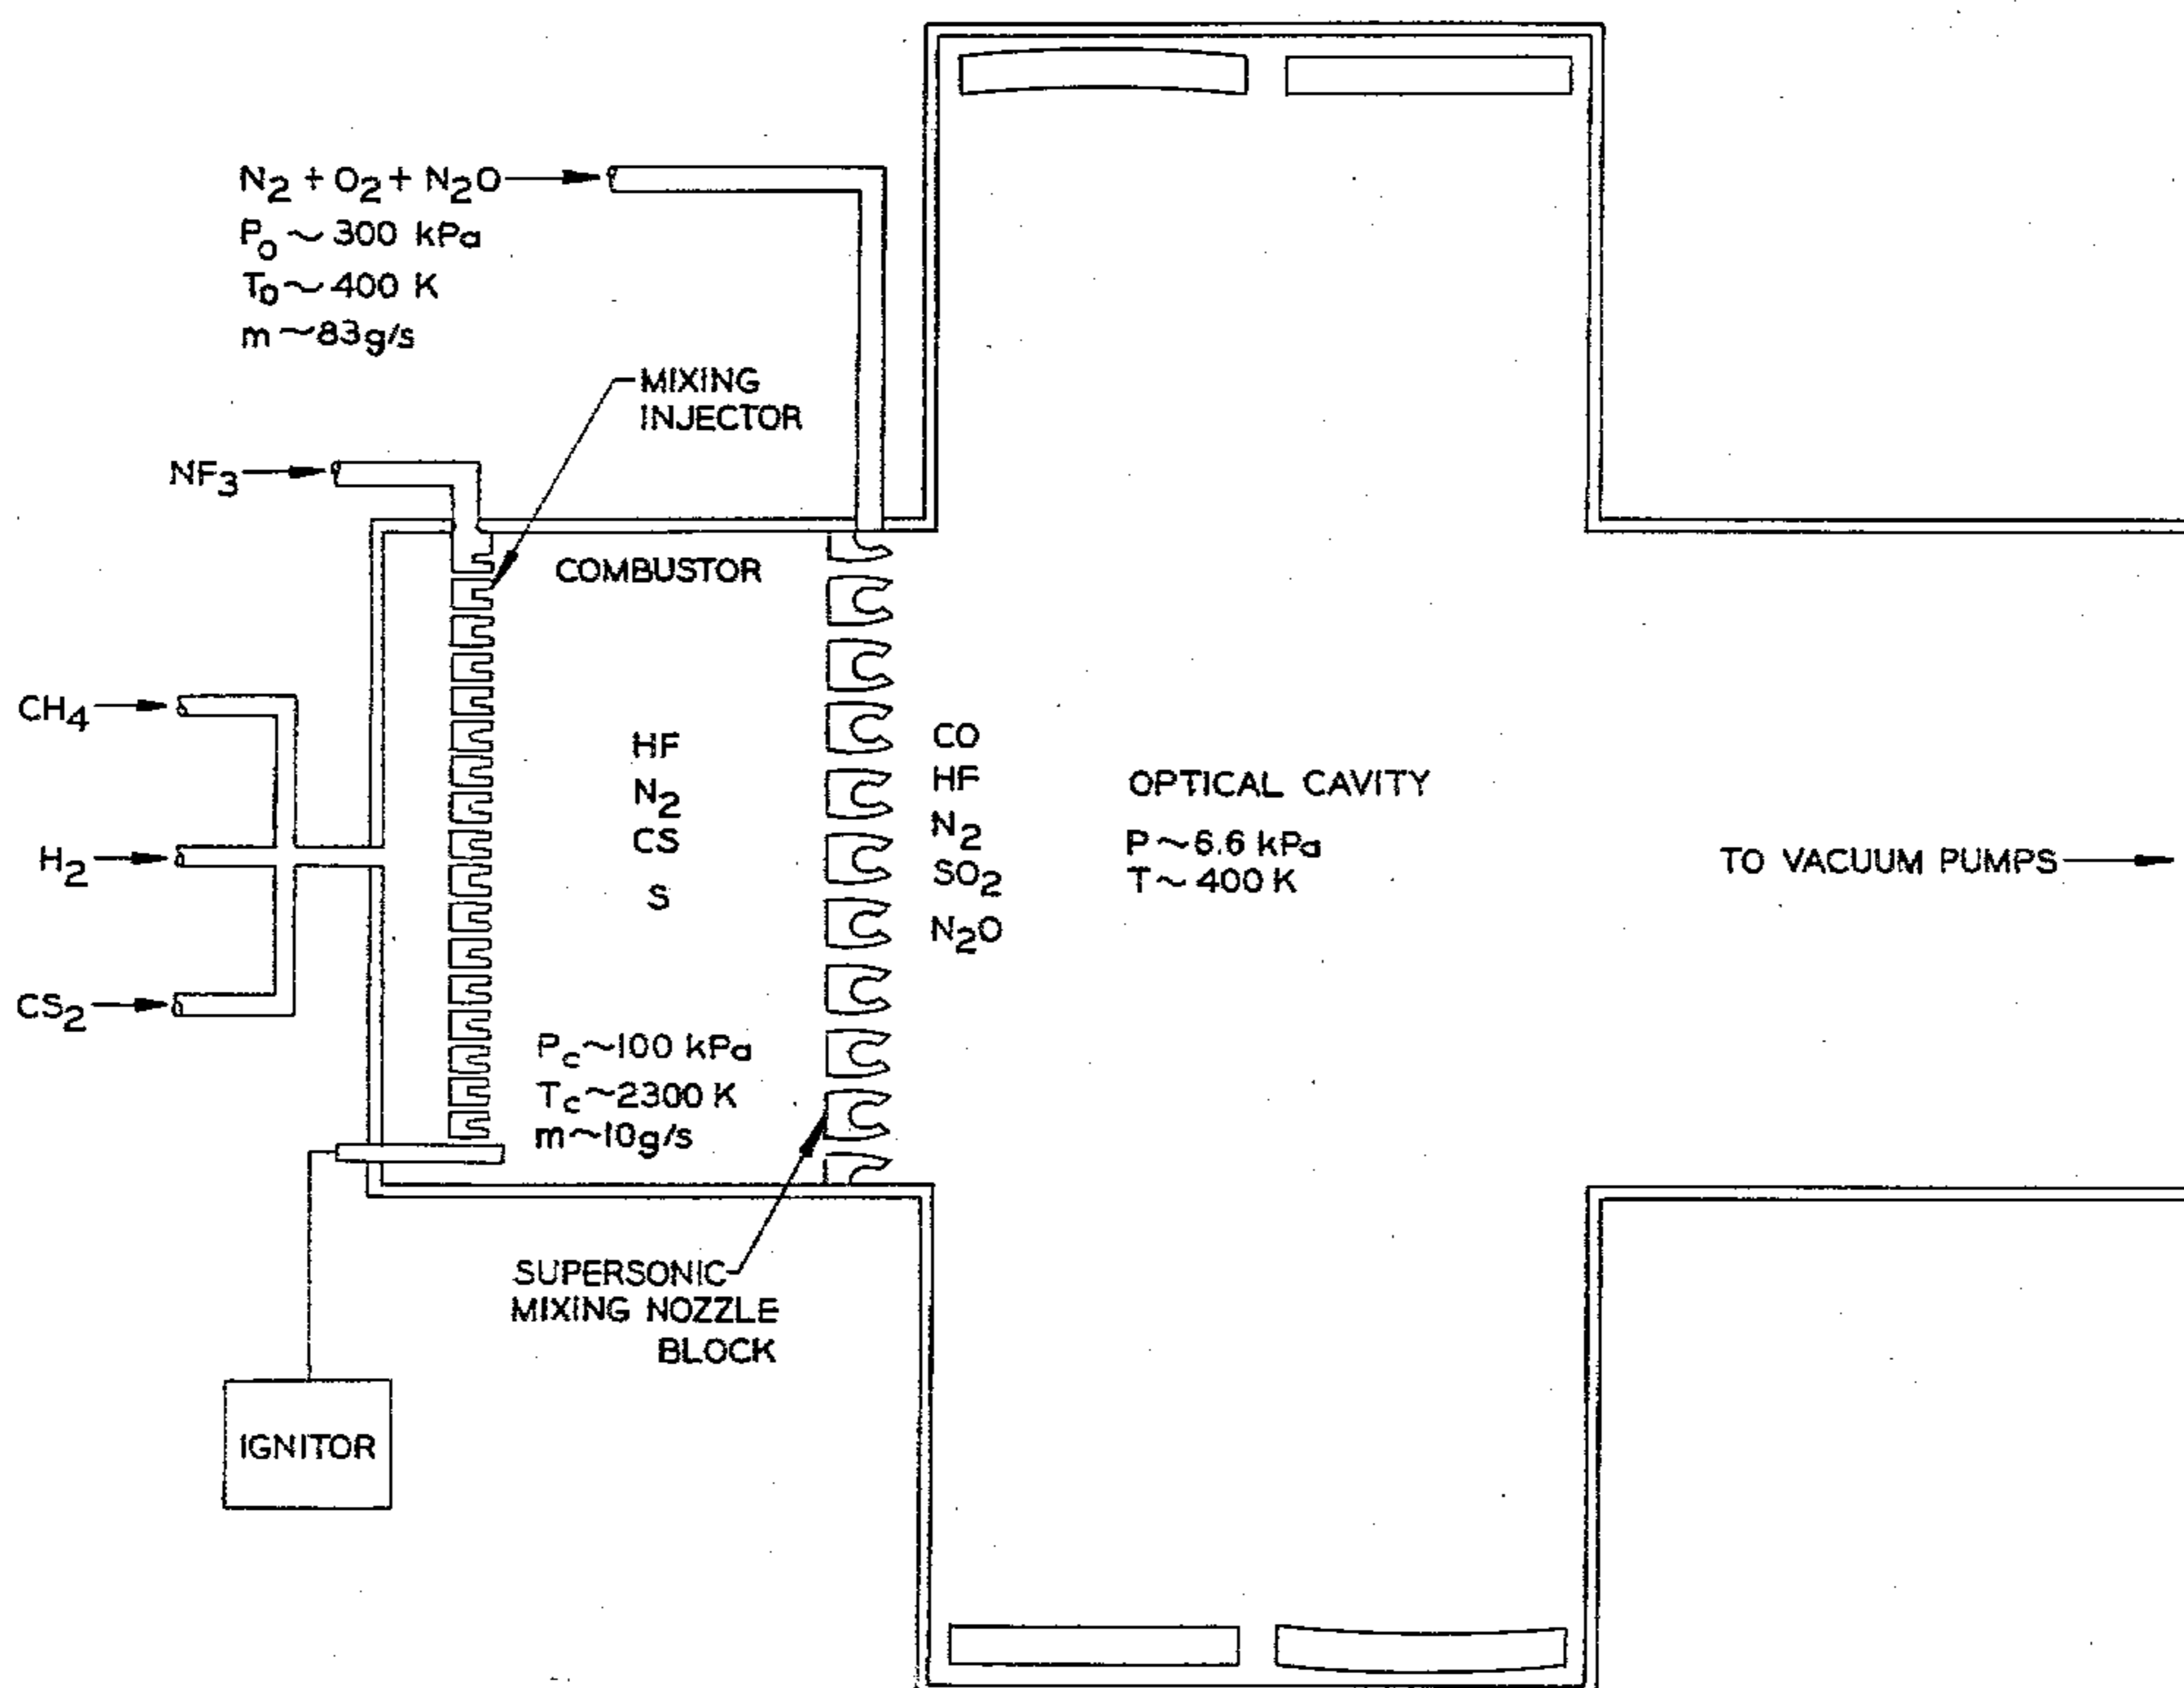 N₂ + O₂ + N₂O
P₀ ~ 300 kPa
T₀ ~ 400 K
m ~ 83g/s
MIXING
INJECTOR
NF₃
COMBUSTOR
CH₄
H₂
CS₂
HF
N₂
CS
S
P_c ~ 100 kPa
T_c ~ 2300 K
m ~ 10g/s
CO
HF
N₂
SO₂
N₂O
OPTICAL CAVITY
P ~ 6.6 kPa
T ~ 400 K
TO VACUUM PUMPS
SUPERSONIC
MIXING NOZZLE
BLOCK
IGNITOR